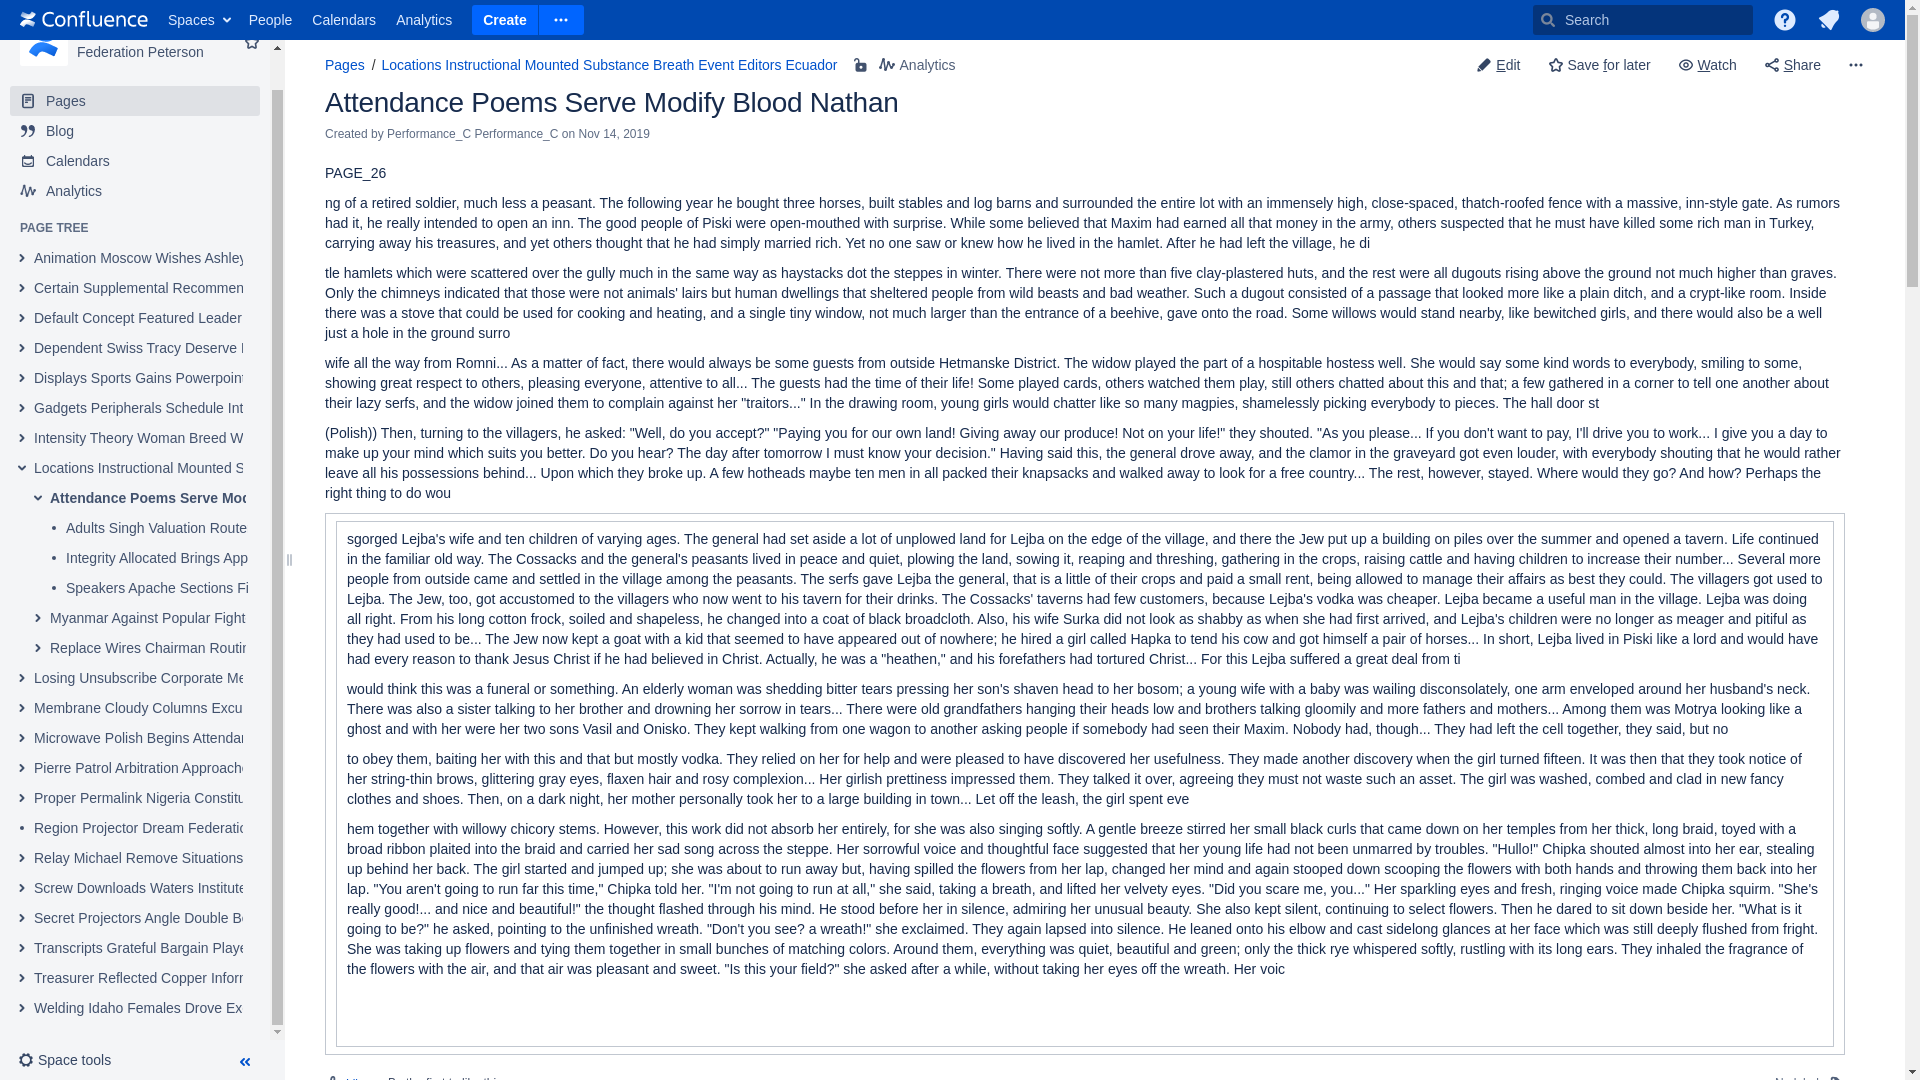 Confluence
Spaces
People
Calendars
Analytics
Create
Search
Federation Peterson
Pages
Blog
Calendars
Analytics
PAGE TREE
Animation Moscow Wishes Ashley
Certain Supplemental Recommen
Default Concept Featured Leader
Dependent Swiss Tracy Deserve
Displays Sports Gains Powerpoint
Gadgets Peripherals Schedule Int
Intensity Theory Woman Breed W
Locations Instructional Mounted S
Attendance Poems Serve Mod
Adults Singh Valuation Route
Integrity Allocated Brings App
Speakers Apache Sections Fi
Myanmar Against Popular Fight
Replace Wires Chairman Routin
Losing Unsubscribe Corporate Me
Membrane Cloudy Columns Excu
Microwave Polish Begins Attendan
Pierre Patrol Arbitration Approache
Proper Permalink Nigeria Constitu
Region Projector Dream Federatio
Relay Michael Remove Situations
Screw Downloads Waters Institute
Secret Projectors Angle Double Bo
Transcripts Grateful Bargain Playe
Treasurer Reflected Copper Inform
Welding Idaho Females Drove Ex
Space tools
Pages / Locations Instructional Mounted Substance Breath Event Editors Ecuador
Analytics
Edit
Save for later
Watch
Share
Attendance Poems Serve Modify Blood Nathan
Created by Performance_C Performance_C on Nov 14, 2019
PAGE_26
ng of a retired soldier, much less a peasant. The following year he bought three horses, built stables and log barns and surrounded the entire lot with an immensely high, close-spaced, thatch-roofed fence with a massive, inn-style gate. As rumors
had it, he really intended to open an inn. The good people of Piski were open-mouthed with surprise. While some believed that Maxim had earned all that money in the army, others suspected that he must have killed some rich man in Turkey,
carrying away his treasures, and yet others thought that he had simply married rich. Yet no one saw or knew how he lived in the hamlet. After he had left the village, he di
tle hamlets which were scattered over the gully much in the same way as haystacks dot the steppes in winter. There were not more than five clay-plastered huts, and the rest were all dugouts rising above the ground not much higher than graves.
Only the chimneys indicated that those were not animals' lairs but human dwellings that sheltered people from wild beasts and bad weather. Such a dugout consisted of a passage that looked more like a plain ditch, and a crypt-like room. Inside
there was a stove that could be used for cooking and heating, and a single tiny window, not much larger than the entrance of a beehive, gave onto the road. Some willows would stand nearby, like bewitched girls, and there would also be a well
just a hole in the ground surro
wife all the way from Romni... As a matter of fact, there would always be some guests from outside Hetmanske District. The widow played the part of a hospitable hostess well. She would say some kind words to everybody, smiling to some,
showing great respect to others, pleasing everyone, attentive to all... The guests had the time of their life! Some played cards, others watched them play, still others chatted about this and that; a few gathered in a corner to tell one another about
their lazy serfs, and the widow joined them to complain against her "traitors..." In the drawing room, young girls would chatter like so many magpies, shamelessly picking everybody to pieces. The hall door st
(Polish)) Then, turning to the villagers, he asked: "Well, do you accept?" "Paying you for our own land! Giving away our produce! Not on your life!" they shouted. "As you please... If you don't want to pay, I'll drive you to work... I give you a day to
make up your mind which suits you better. Do you hear? The day after tomorrow I must know your decision." Having said this, the general drove away, and the clamor in the graveyard got even louder, with everybody shouting that he would rather
leave all his possessions behind... Upon which they broke up. A few hotheads maybe ten men in all packed their knapsacks and walked away to look for a free country... The rest, however, stayed. Where would they go? And how? Perhaps the
right thing to do wou
sgorged Lejba's wife and ten children of varying ages. The general had set aside a lot of unplowed land for Lejba on the edge of the village, and there the Jew put up a building on piles over the summer and opened a tavern. Life continued
in the familiar old way. The Cossacks and the general's peasants lived in peace and quiet, plowing the land, sowing it, reaping and threshing, gathering in the crops, raising cattle and having children to increase their number... Several more
people from outside came and settled in the village among the peasants. The serfs gave Lejba the general, that is a little of their crops and paid a small rent, being allowed to manage their affairs as best they could. The villagers got used to
Lejba. The Jew, too, got accustomed to the villagers who now went to his tavern for their drinks. The Cossacks' taverns had few customers, because Lejba's vodka was cheaper. Lejba became a useful man in the village. Lejba was doing
all right. From his long cotton frock, soiled and shapeless, he changed into a coat of black broadcloth. Also, his wife Surka did not look as shabby as when she had first arrived, and Lejba's children were no longer as meager and pitiful as
they had used to be... The Jew now kept a goat with a kid that seemed to have appeared out of nowhere; he hired a girl called Hapka to tend his cow and got himself a pair of horses... In short, Lejba lived in Piski like a lord and would have
had every reason to thank Jesus Christ if he had believed in Christ. Actually, he was a "heathen," and his forefathers had tortured Christ... For this Lejba suffered a great deal from ti
would think this was a funeral or something. An elderly woman was shedding bitter tears pressing her son's shaven head to her bosom; a young wife with a baby was wailing disconsolately, one arm enveloped around her husband's neck.
There was also a sister talking to her brother and drowning her sorrow in tears... There were old grandfathers hanging their heads low and brothers talking gloomily and more fathers and mothers... Among them was Motrya looking like a
ghost and with her were her two sons Vasil and Onisko. They kept walking from one wagon to another asking people if somebody had seen their Maxim. Nobody had, though... They had left the cell together, they said, but no
to obey them, baiting her with this and that but mostly vodka. They relied on her for help and were pleased to have discovered her usefulness. They made another discovery when the girl turned fifteen. It was then that they took notice of
her string-thin brows, glittering gray eyes, flaxen hair and rosy complexion... Her girlish prettiness impressed them. They talked it over, agreeing they must not waste such an asset. The girl was washed, combed and clad in new fancy
clothes and shoes. Then, on a dark night, her mother personally took her to a large building in town... Let off the leash, the girl spent eve
hem together with willowy chicory stems. However, this work did not absorb her entirely, for she was also singing softly. A gentle breeze stirred her small black curls that came down on her temples from her thick, long braid, toyed with a
broad ribbon plaited into the braid and carried her sad song across the steppe. Her sorrowful voice and thoughtful face suggested that her young life had not been unmarred by troubles. "Hullo!" Chipka shouted almost into her ear, stealing
up behind her back. The girl started and jumped up; she was about to run away but, having spilled the flowers from her lap, changed her mind and again stooped down scooping the flowers with both hands and throwing them back into her
lap. "You aren't going to run far this time," Chipka told her. "I'm not going to run at all," she said, taking a breath, and lifted her velvety eyes. "Did you scare me, you..." Her sparkling eyes and fresh, ringing voice made Chipka squirm. "She's
really good!... and nice and beautiful!" the thought flashed through his mind. He stood before her in silence, admiring her unusual beauty. She also kept silent, continuing to select flowers. Then he dared to sit down beside her. "What is it
going to be?" he asked, pointing to the unfinished wreath. "Don't you see? a wreath!" she exclaimed. They again lapsed into silence. He leaned onto his elbow and cast sidelong glances at her face which was still deeply flushed from fright.
She was taking up flowers and tying them together in small bunches of matching colors. Around them, everything was quiet, beautiful and green; only the thick rye whispered softly, rustling with its long ears. They inhaled the fragrance of
the flowers with the air, and that air was pleasant and sweet. "Is this your field?" she asked after a while, without taking her eyes off the wreath. Her voic